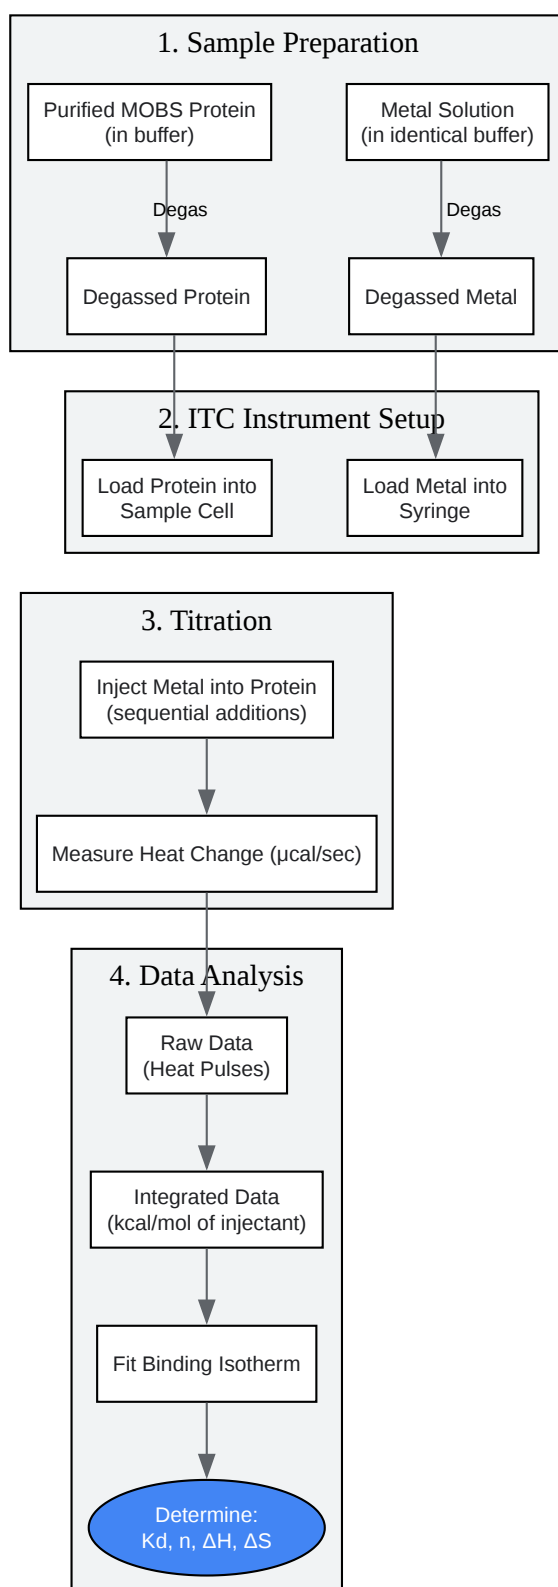 1. Sample Preparation
Purified MOBS Protein
(in buffer)
Metal Solution
(in identical buffer)
Degas
Degas
Degassed Protein
Degassed Metal
2. ITC Instrument Setup
Load Protein into
Sample Cell
Load Metal into
Syringe
3. Titration
Inject Metal into Protein
(sequential additions)
Measure Heat Change (µcal/sec)
4. Data Analysis
Raw Data
(Heat Pulses)
Integrated Data
(kcal/mol of injectant)
Fit Binding Isotherm
Determine:
Kd, n, ΔH, ΔS